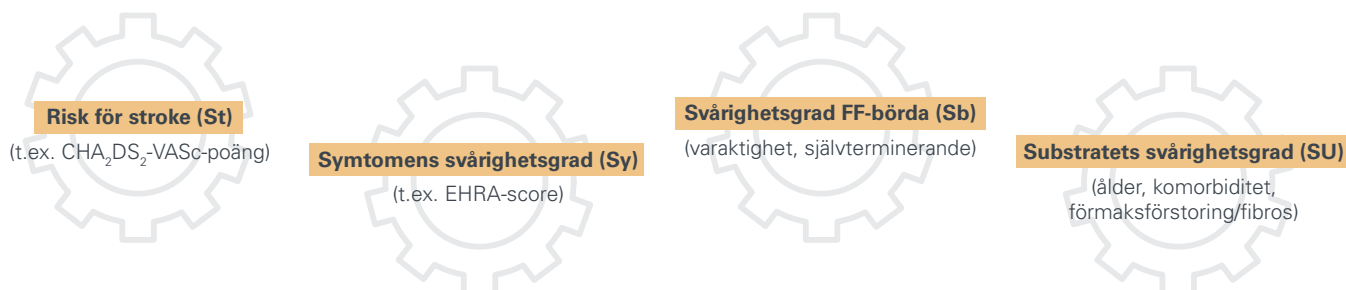 Risk för stroke (St)
(t.ex. CHA₂DS₂-VASc-poäng)
Symtomens svårighetsgrad (Sy)
(t.ex. EHRA-score)
Svårighetsgrad FF-börda (Sb)
(varaktighet, självterminerande)
Substratets svårighetsgrad (SU)
(ålder, komorbiditet,
förmaksförstoring/fibros)